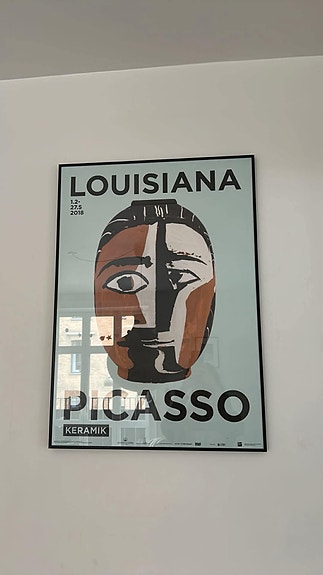 LOUISIANA
1.2-
27.5
2018
PICASSO
KERAMIK